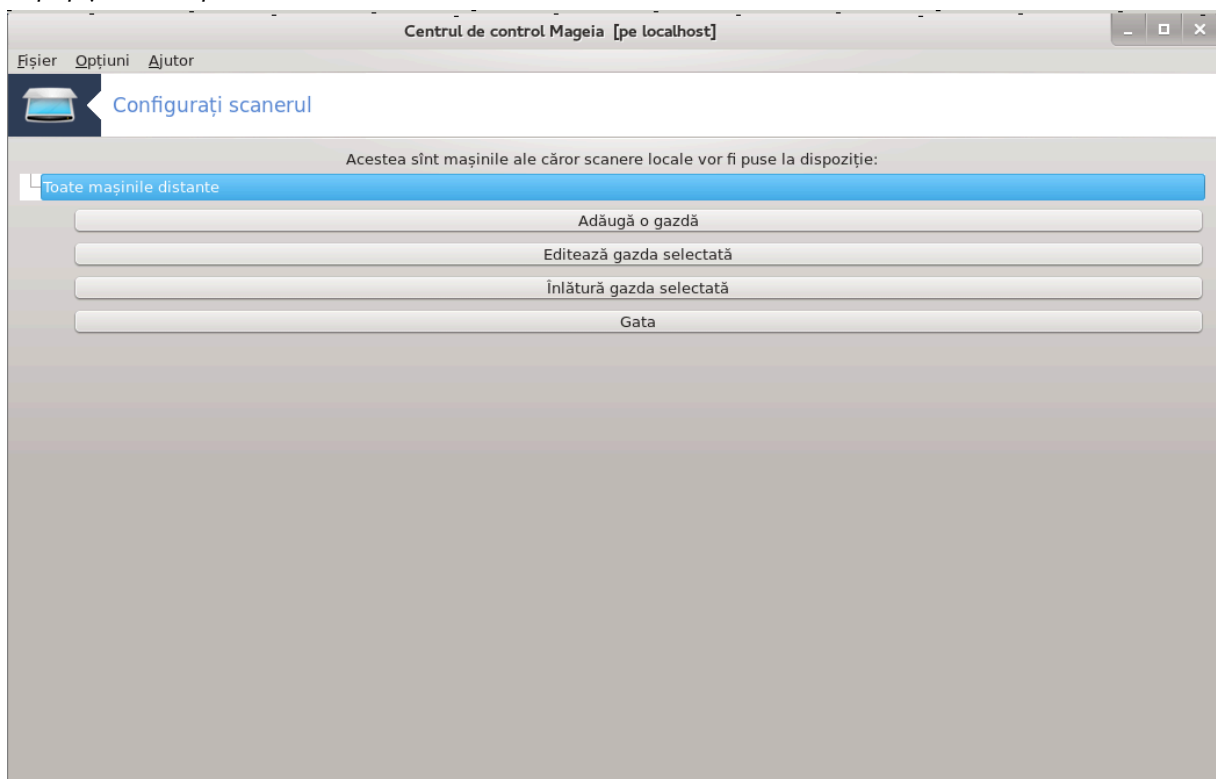 Centrul de control Mageia [pe localhost]
Fișier Opțiuni Ajutor
Configurați scanerul
Acestea sînt mașinile ale căror scanere locale vor fi puse la dispoziție:
Toate mașinile distante
Adăugă o gazdă
Editează gazda selectată
Înlătură gazda selectată
Gata